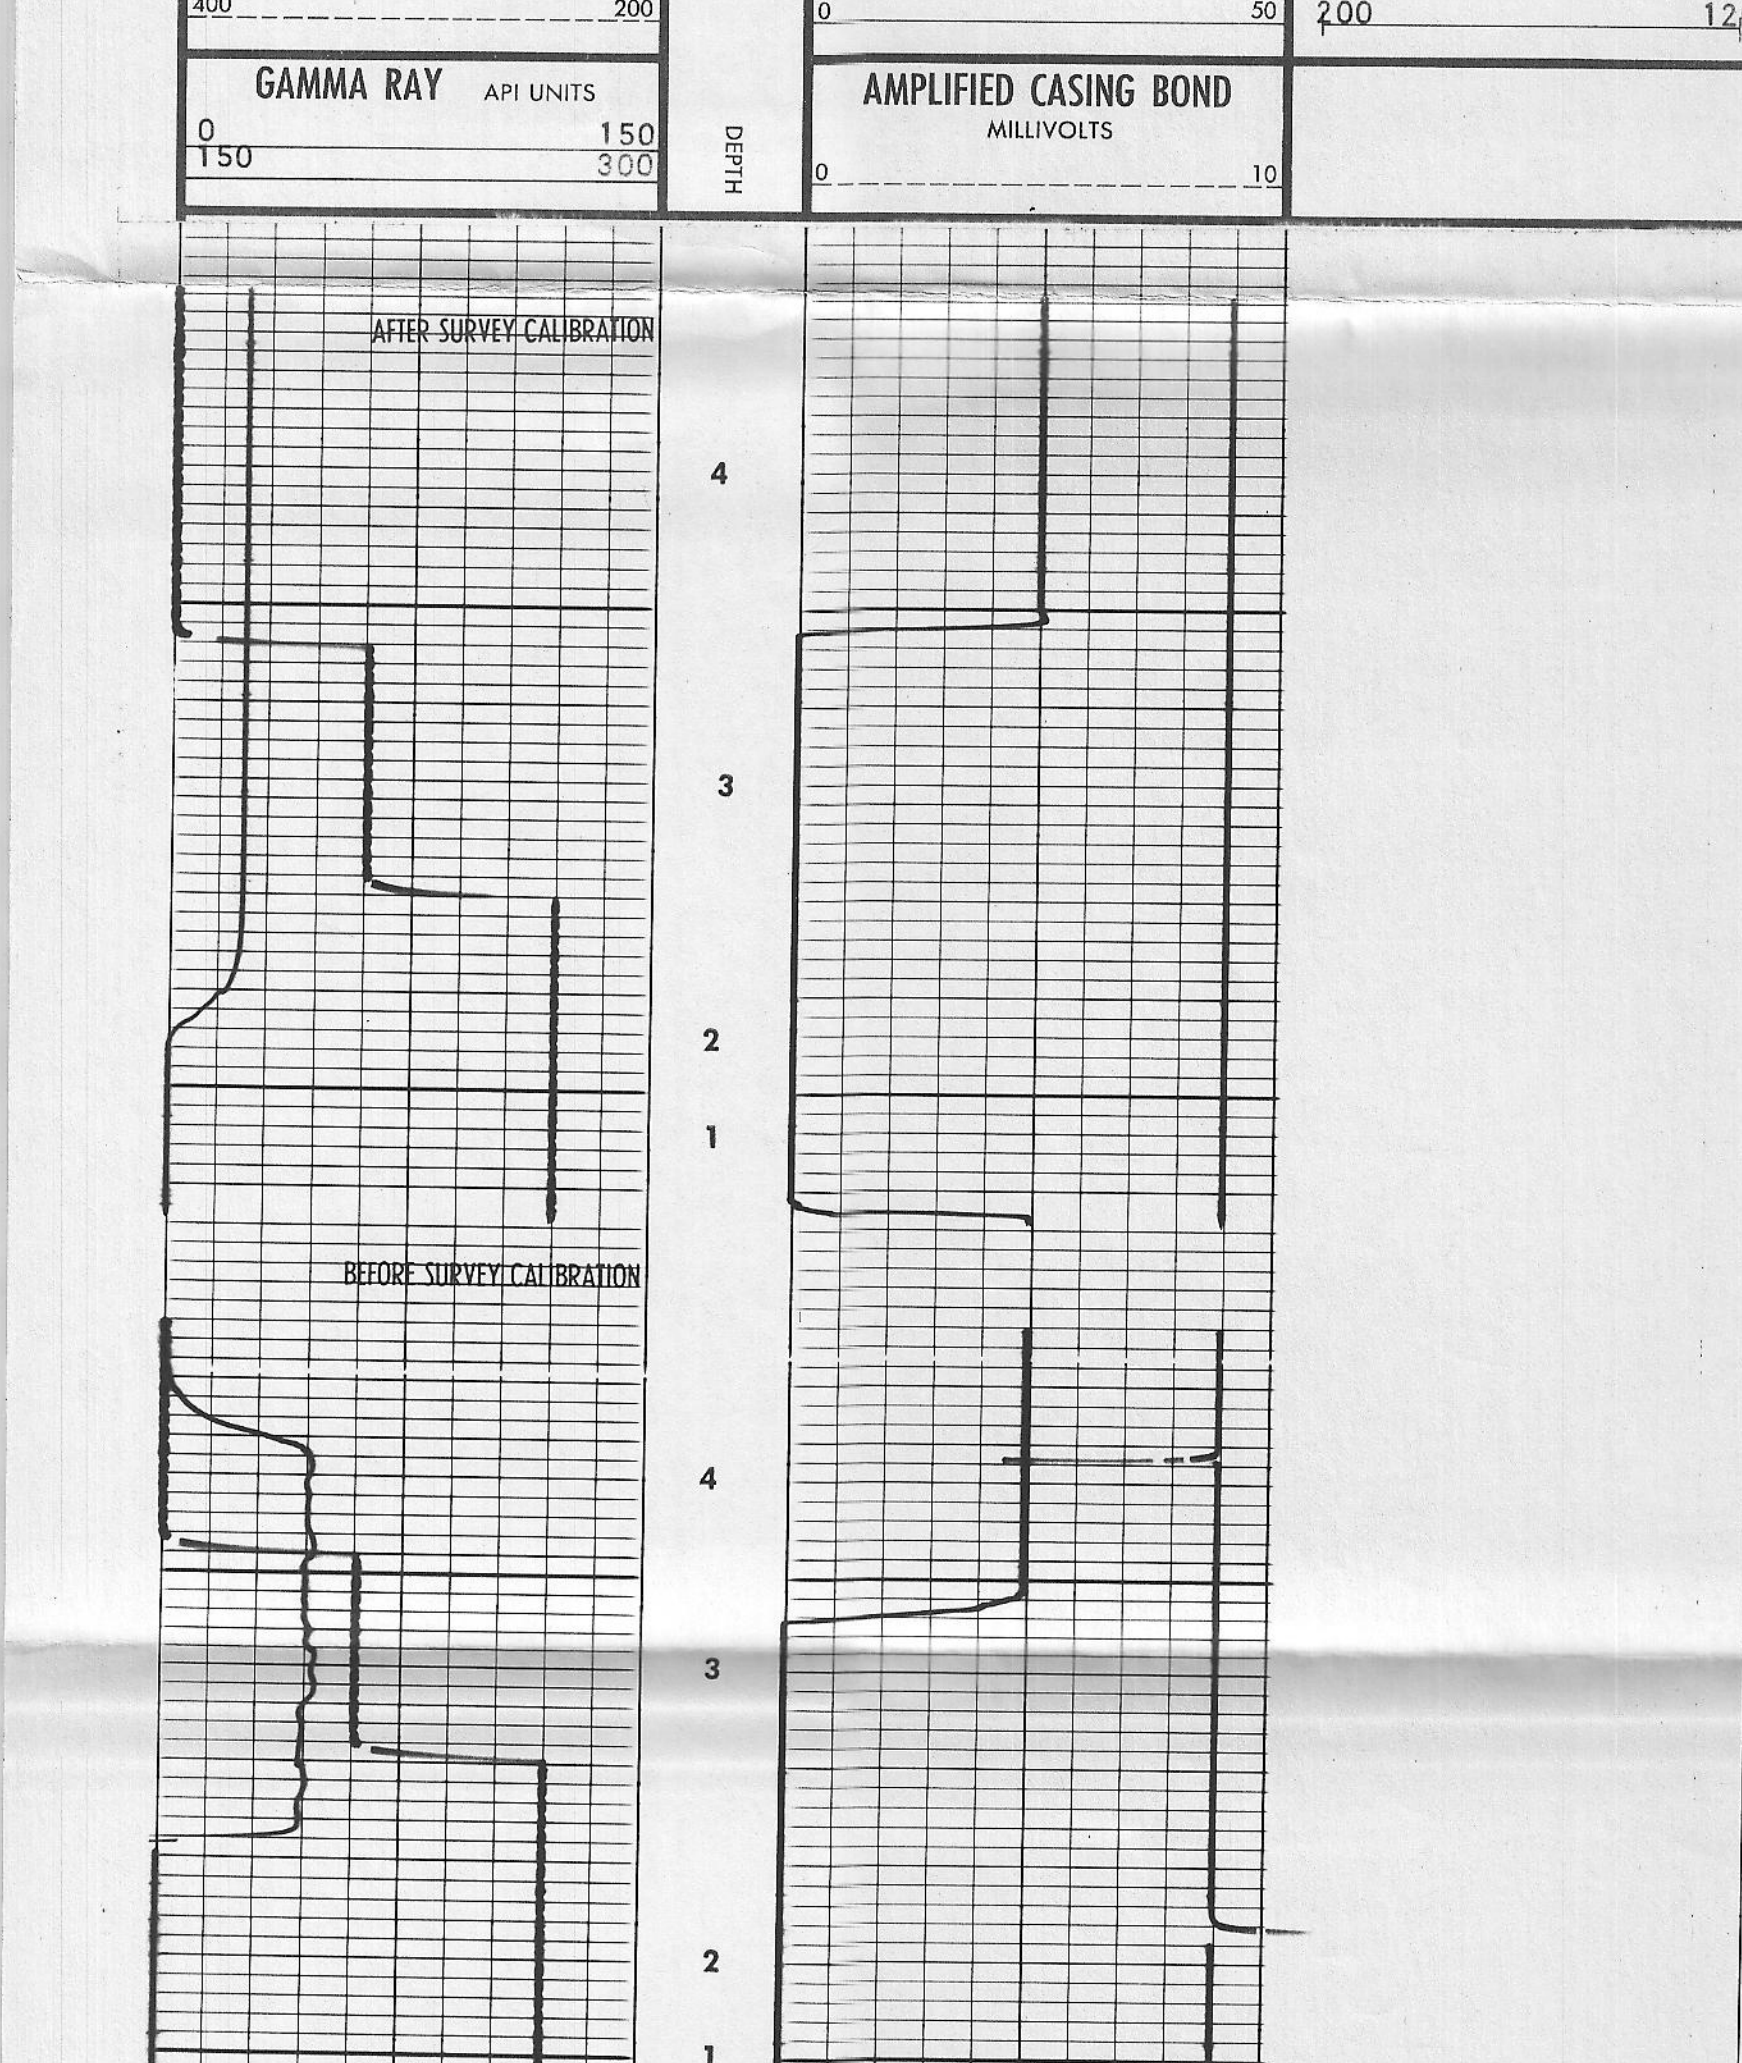 400 200 0 50 200 12
GAMMA RAY API UNITS
0 150
150 300
DEPTH
AMPLIFIED CASING BOND
MILLIVOLTS
0 10
AFTER SURVEY CALIBRATION
4
3
2
1
BEFORE SURVEY CALIBRATION
4
3
2
1